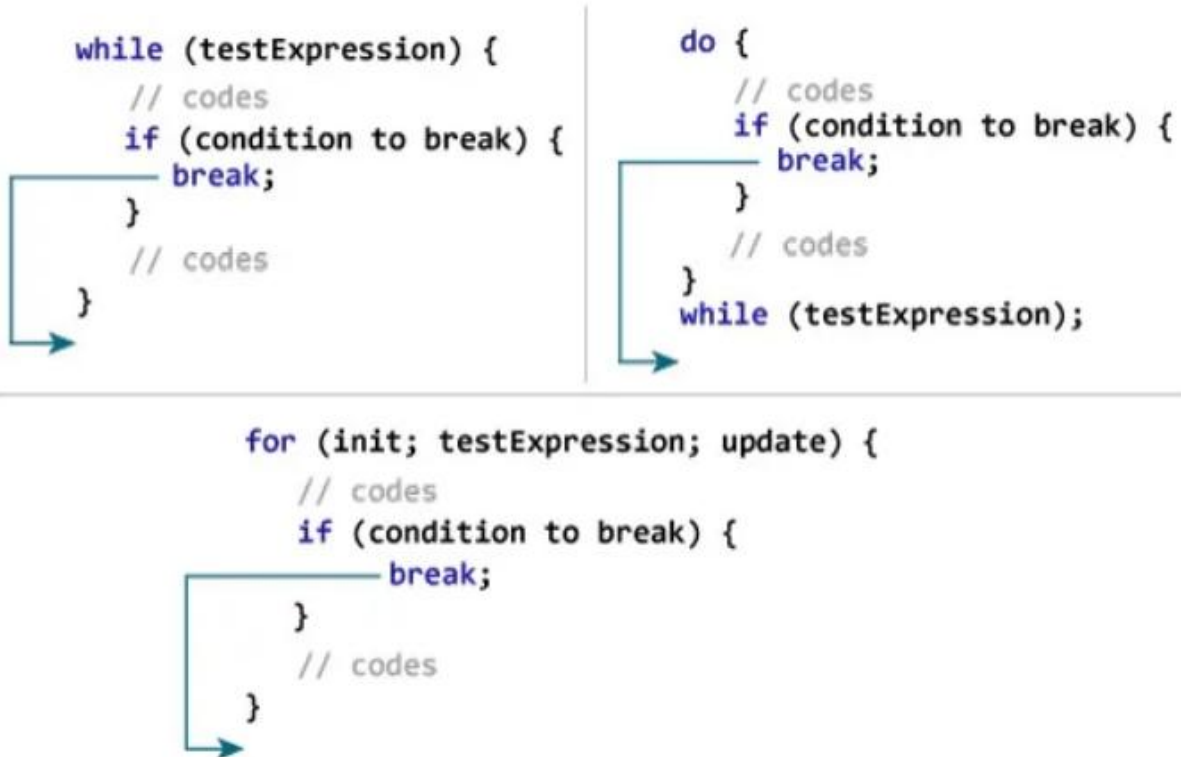 while (testExpression) {
// codes
if (condition to break) {
break;
}
// codes
}
do {
// codes
if (condition to break) {
break;
}
// codes
}
while (testExpression);
for (init; testExpression; update) {
// codes
if (condition to break) {
break;
}
// codes
}